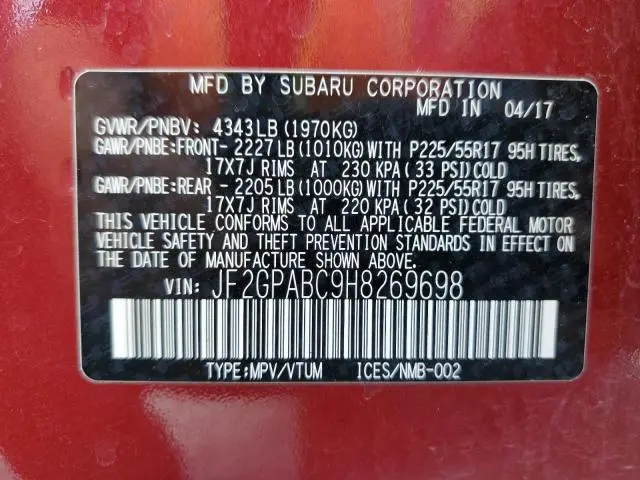 MFD BY SUBARU CORPORATION
MFD IN 04/17
GVWR/PNBV: 4343LB (1970KG)
GAWR/PNBE:FRONT- 2227 LB (1010KG) WITH P225/55R17 95H TIRES,
17X7J RIMS AT 230 KPA (33 PSI) COLD
GAWR/PNBE:REAR - 2205 LB (1000KG) WITH P225/55R17 95H TIRES,
17X7J RIMS AT 220 KPA (32 PSI) COLD
THIS VEHICLE CONFORMS TO ALL APPLICABLE FEDERAL MOTOR
VEHICLE SAFETY AND THEFT PREVENTION STANDARDS IN EFFECT ON
THE DATE OF MANUFACTURE SHOWN ABOVE.
VIN: JF2GPABC9H8269698
TYPE:MPV/VTUM ICES/NMB-002